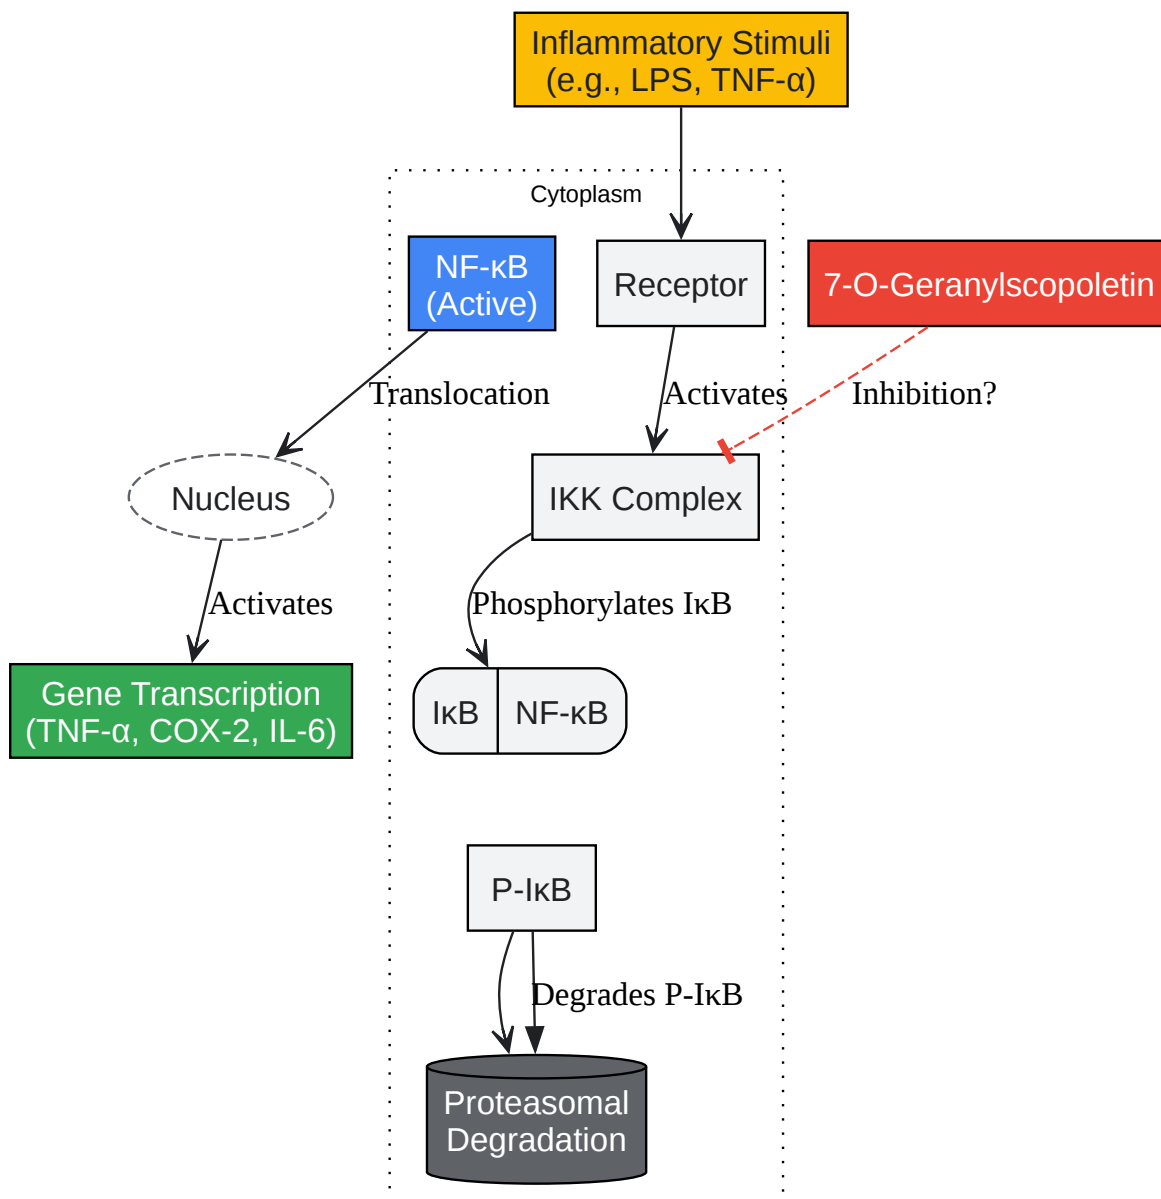 Inflammatory Stimuli
(e.g., LPS, TNF-α)
Cytoplasm
NF-κB
(Active)
Receptor
7-O-Geranylscopoletin
Translocation
Activates
Inhibition?
Nucleus
IKK Complex
Activates
Phosphorylates IκB
Gene Transcription
(TNF-α, COX-2, IL-6)
IκB
NF-κB
P-IκB
Degrades P-IκB
Proteasomal
Degradation